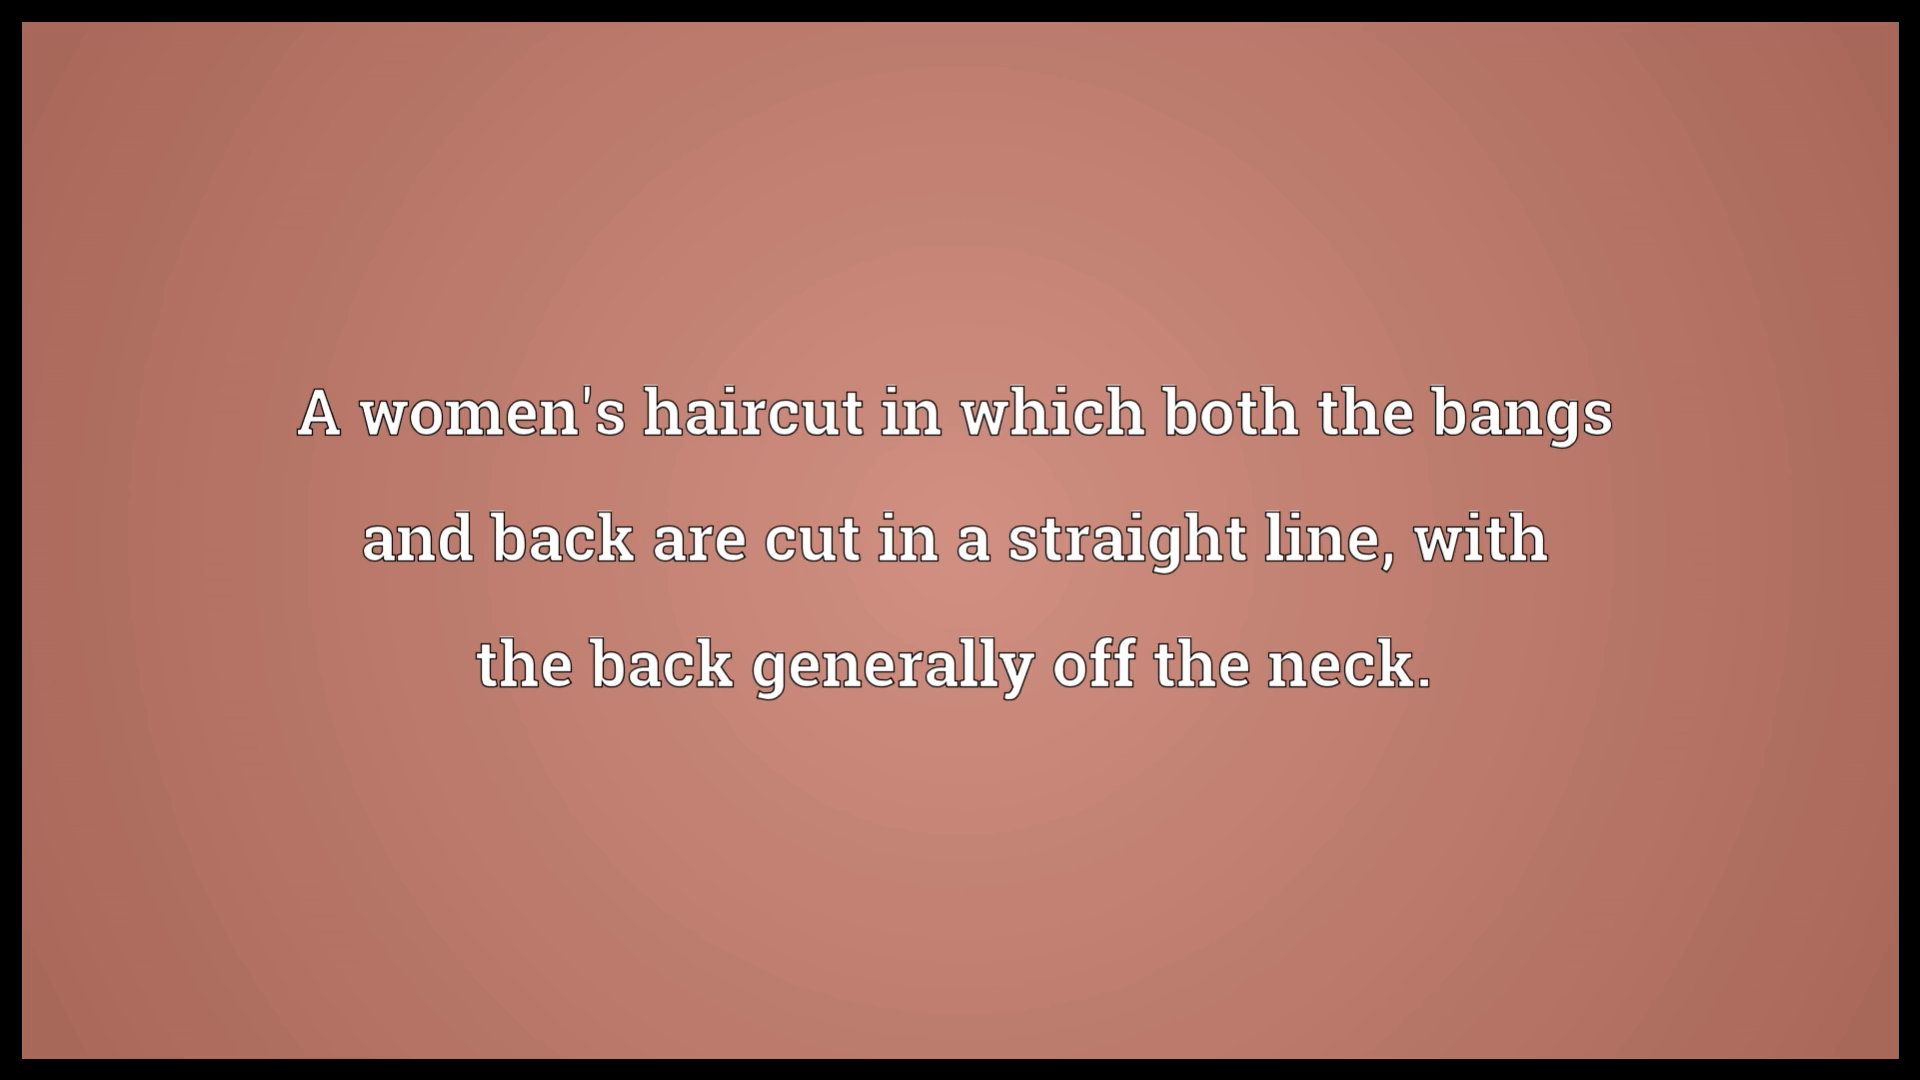 A women's haircut in which both the bangs
and back are cut in a straight line, with
the back generally off the neck.